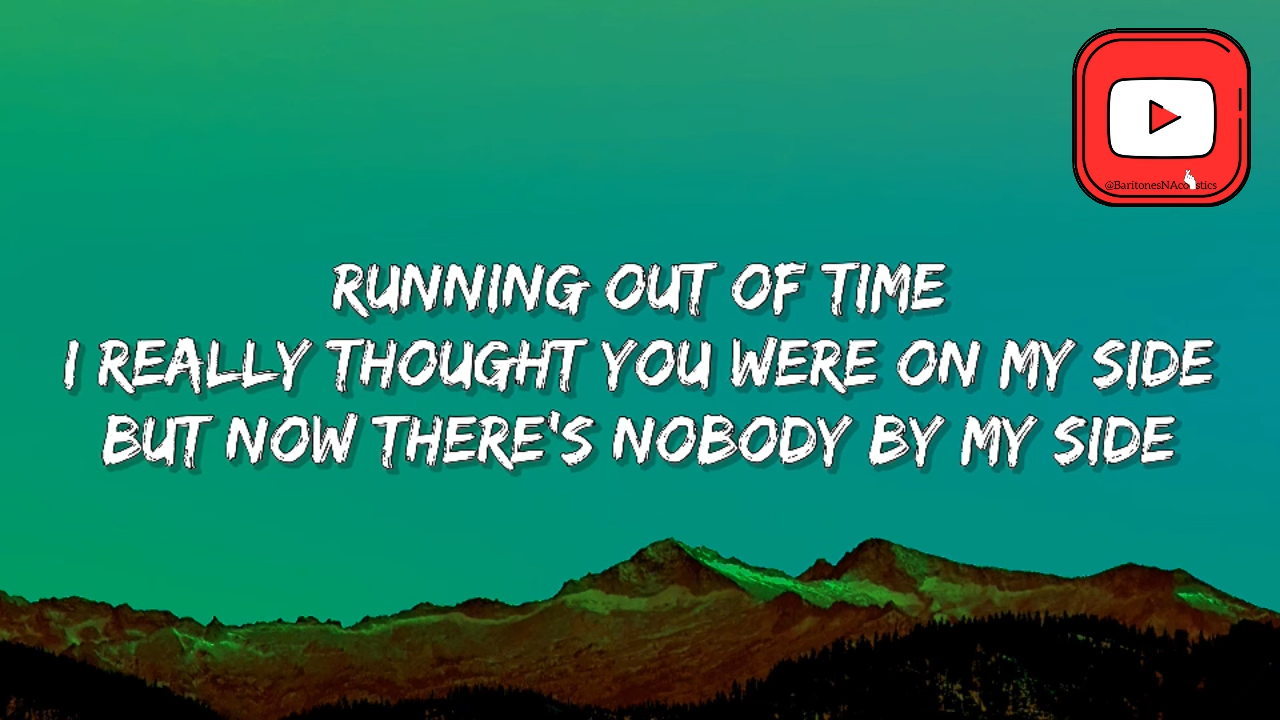 @BaritonesNAcoustics
RUNNING OUT OF TIME
I REALLY THOUGHT YOU WERE ON MY SIDE
BUT NOW THERE'S NOBODY BY MY SIDE